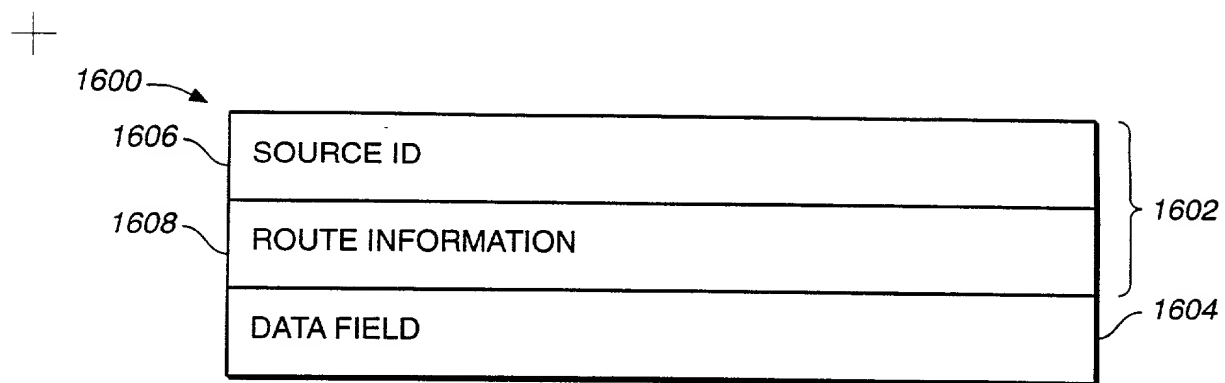 1600
1606
SOURCE ID
1602
1608
ROUTE INFORMATION
1604
DATA FIELD